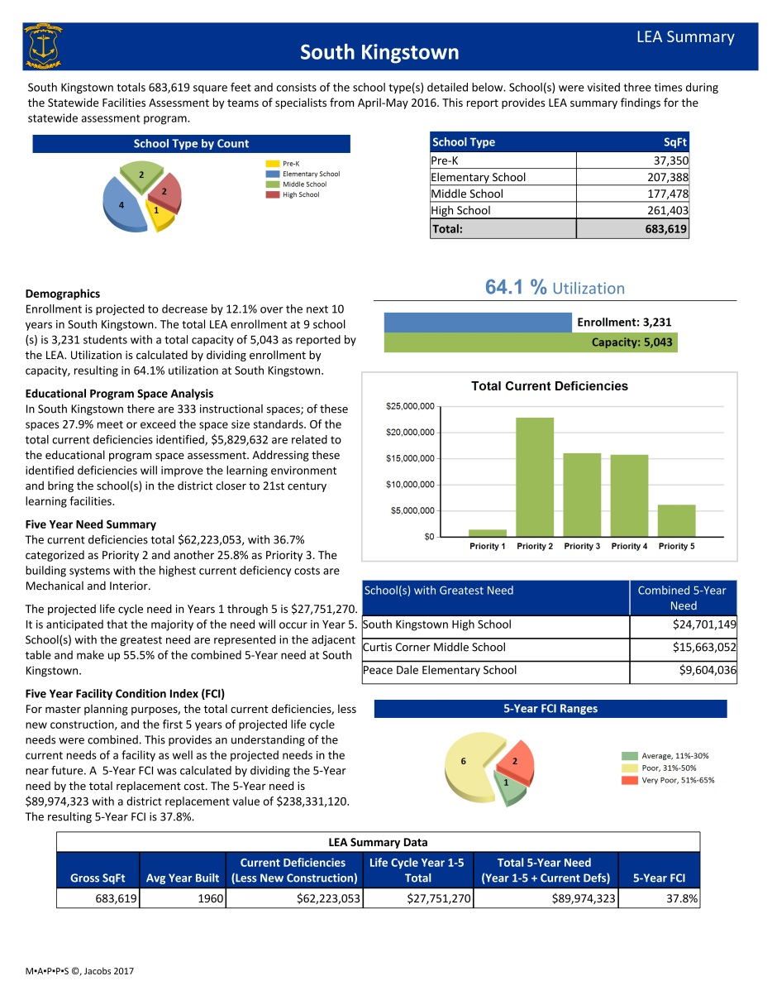 LEA Summary
South Kingstown
South Kingstown totals 683,619 square feet and consists of the school type(s) detailed below. School(s) were visited three times during
the Statewide Facilities Assessment by teams of specialists from April-May 2016. This report provides LEA summary findings for the
statewide assessment program.
School Type by Count
2
2
4
1
Pre-K
Elementary School
Middle School
High School
School Type SqFt
Pre-K 37,350
Elementary School 207,388
Middle School 177,478
High School 261,403
Total: 683,619
Demographics
Enrollment is projected to decrease by 12.1% over the next 10
years in South Kingstown. The total LEA enrollment at 9 school
(s) is 3,231 students with a total capacity of 5,043 as reported by
the LEA. Utilization is calculated by dividing enrollment by
capacity, resulting in 64.1% utilization at South Kingstown.
Educational Program Space Analysis
In South Kingstown there are 333 instructional spaces; of these
spaces 27.9% meet or exceed the space size standards. Of the
total current deficiencies identified, $5,829,632 are related to
the educational program space assessment. Addressing these
identified deficiencies will improve the learning environment
and bring the school(s) in the district closer to 21st century
learning facilities.
Five Year Need Summary
The current deficiencies total $62,223,053, with 36.7%
categorized as Priority 2 and another 25.8% as Priority 3. The
building systems with the highest current deficiency costs are
Mechanical and Interior.
The projected life cycle need in Years 1 through 5 is $27,751,270.
It is anticipated that the majority of the need will occur in Year 5.
School(s) with the greatest need are represented in the adjacent
table and make up 55.5% of the combined 5-Year need at South
Kingstown.
Five Year Facility Condition Index (FCI)
For master planning purposes, the total current deficiencies, less
new construction, and the first 5 years of projected life cycle
needs were combined. This provides an understanding of the
current needs of a facility as well as the projected needs in the
near future. A 5-Year FCI was calculated by dividing the 5-Year
need by the total replacement cost. The 5-Year need is
$89,974,323 with a district replacement value of $238,331,120.
The resulting 5-Year FCI is 37.8%.
64.1 % Utilization
Enrollment: 3,231
Capacity: 5,043
Total Current Deficiencies
$25,000,000
$20,000,000
$15,000,000
$10,000,000
$5,000,000
$0
Priority 1 Priority 2 Priority 3 Priority 4 Priority 5
School(s) with Greatest Need Combined 5-Year
Need
South Kingstown High School $24,701,149
Curtis Corner Middle School $15,663,052
Peace Dale Elementary School $9,604,036
5-Year FCI Ranges
6
2
1
Average, 11%-30%
Poor, 31%-50%
Very Poor, 51%-65%
LEA Summary Data
Gross SqFt Avg Year Built Current Deficiencies (Less New Construction) Life Cycle Year 1-5 Total Total 5-Year Need (Year 1-5 + Current Defs) 5-Year FCI
683,619 1960 $62,223,053 $27,751,270 $89,974,323 37.8%
M▪A▪P▪P▪S ©, Jacobs 2017